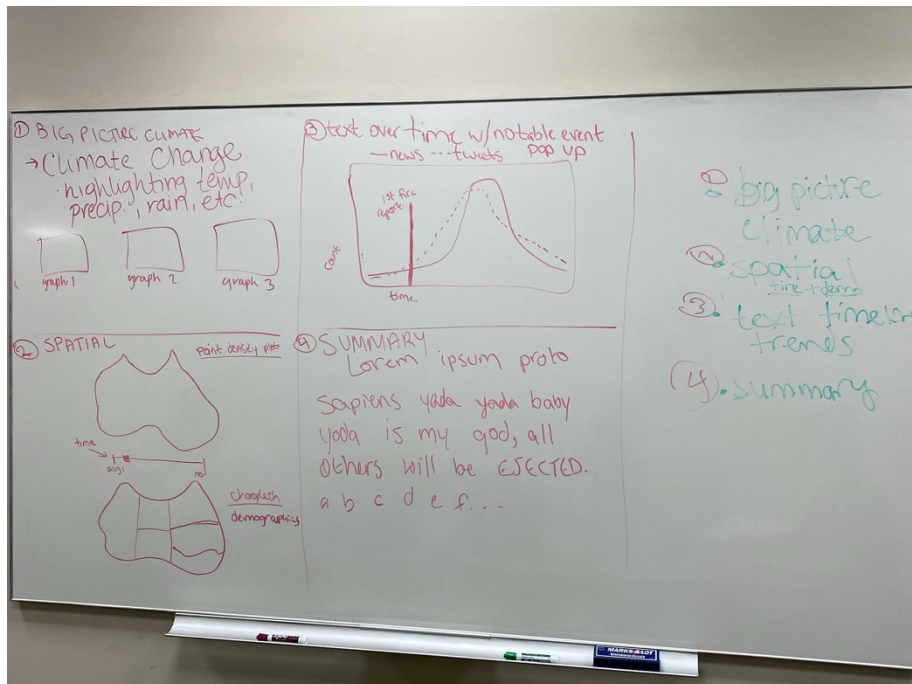 ① BIG PICTURE CLIMATE
→ Climate Change
highlighting temp,
precip., rain, etc.
graph 1 graph 2 graph 3
② SPATIAL
Point density plots
time
aug1
Choropleth
demographics
③ text over time w/notable event
— news --- tweets pop up
1st fire
report.
count
time.
④ SUMMARY
Lorem ipsum proto
sapiens yada yada baby
yoda is my god, all
others will be EJECTED.
a b c d e f...
① big picture
climate
② spatial
fire + demo
③ text timeline
trends
④ summary
MARKS-A-LOT